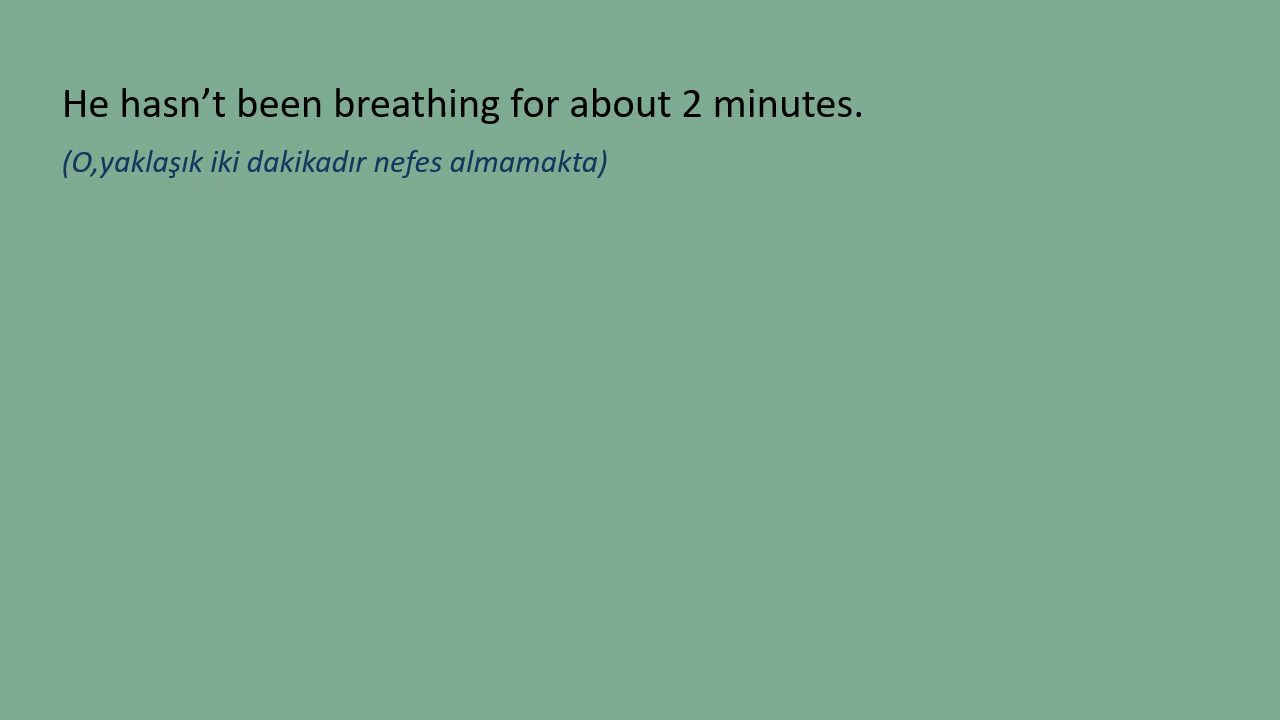 He hasn’t been breathing for about 2 minutes.
(O,yaklaşık iki dakikadır nefes almamakta)